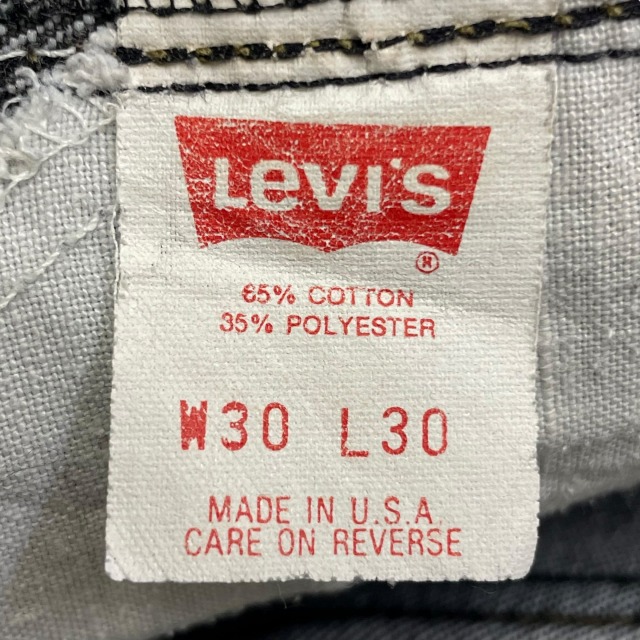 Levi's
®
65% COTTON
35% POLYESTER
W30 L30
MADE IN U.S.A.
CARE ON REVERSE